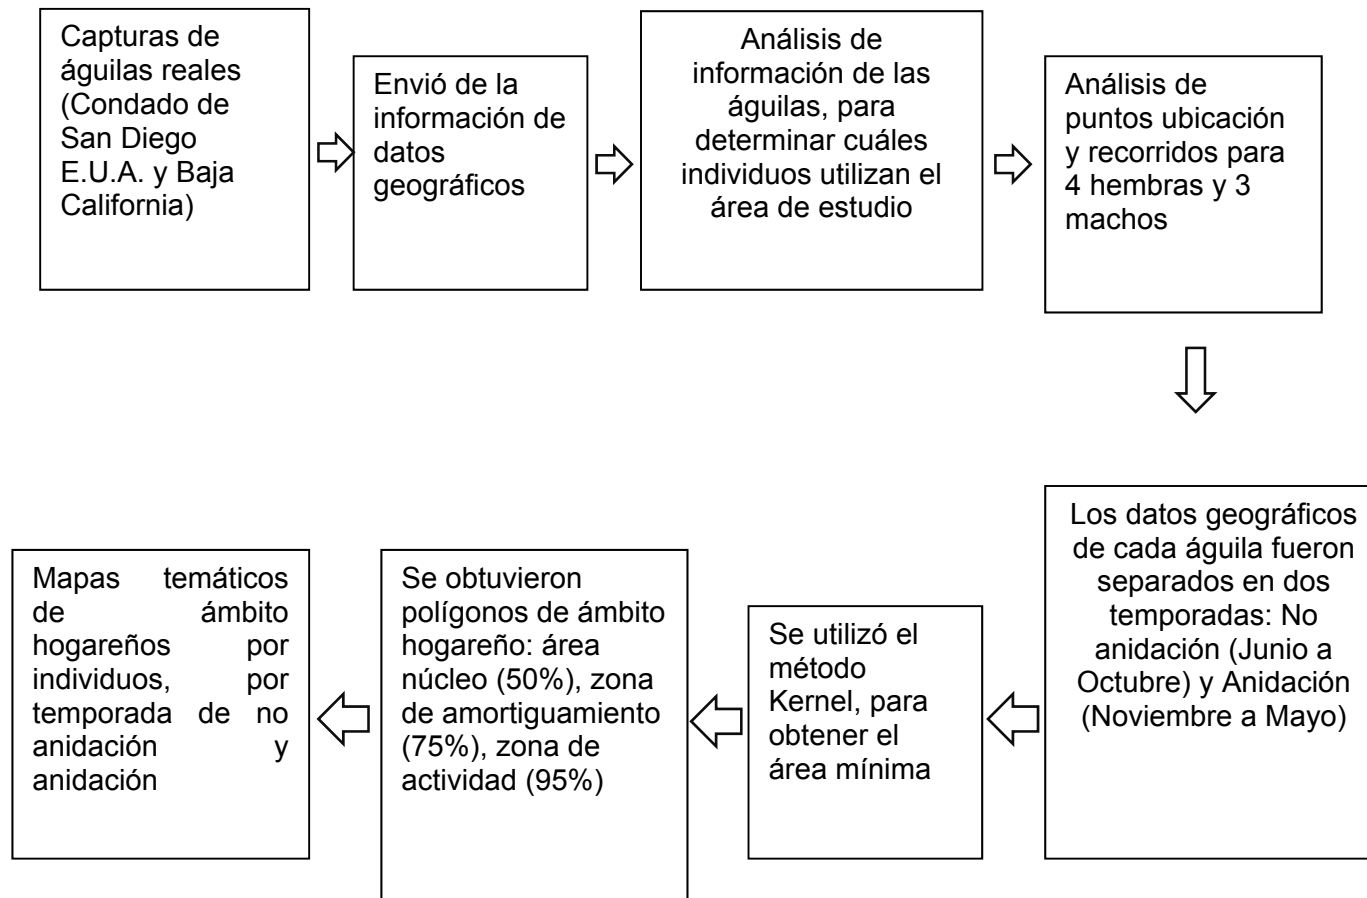 Capturas de
águilas reales
(Condado de
San Diego
E.U.A. y Baja
California)
Envió de la
información de
datos
geográficos
Análisis de
información de las
águilas, para
determinar cuáles
individuos utilizan el
área de estudio
Análisis de
puntos ubicación
y recorridos para
4 hembras y 3
machos
Los datos geográficos
de cada águila fueron
separados en dos
temporadas: No
anidación (Junio a
Octubre) y Anidación
(Noviembre a Mayo)
Se utilizó el
método
Kernel, para
obtener el
área mínima
Se obtuvieron
polígonos de ámbito
hogareño: área
núcleo (50%), zona
de amortiguamiento
(75%), zona de
actividad (95%)
Mapas temáticos
de ámbito
hogareños por
individuos, por
temporada de no
anidación y
anidación